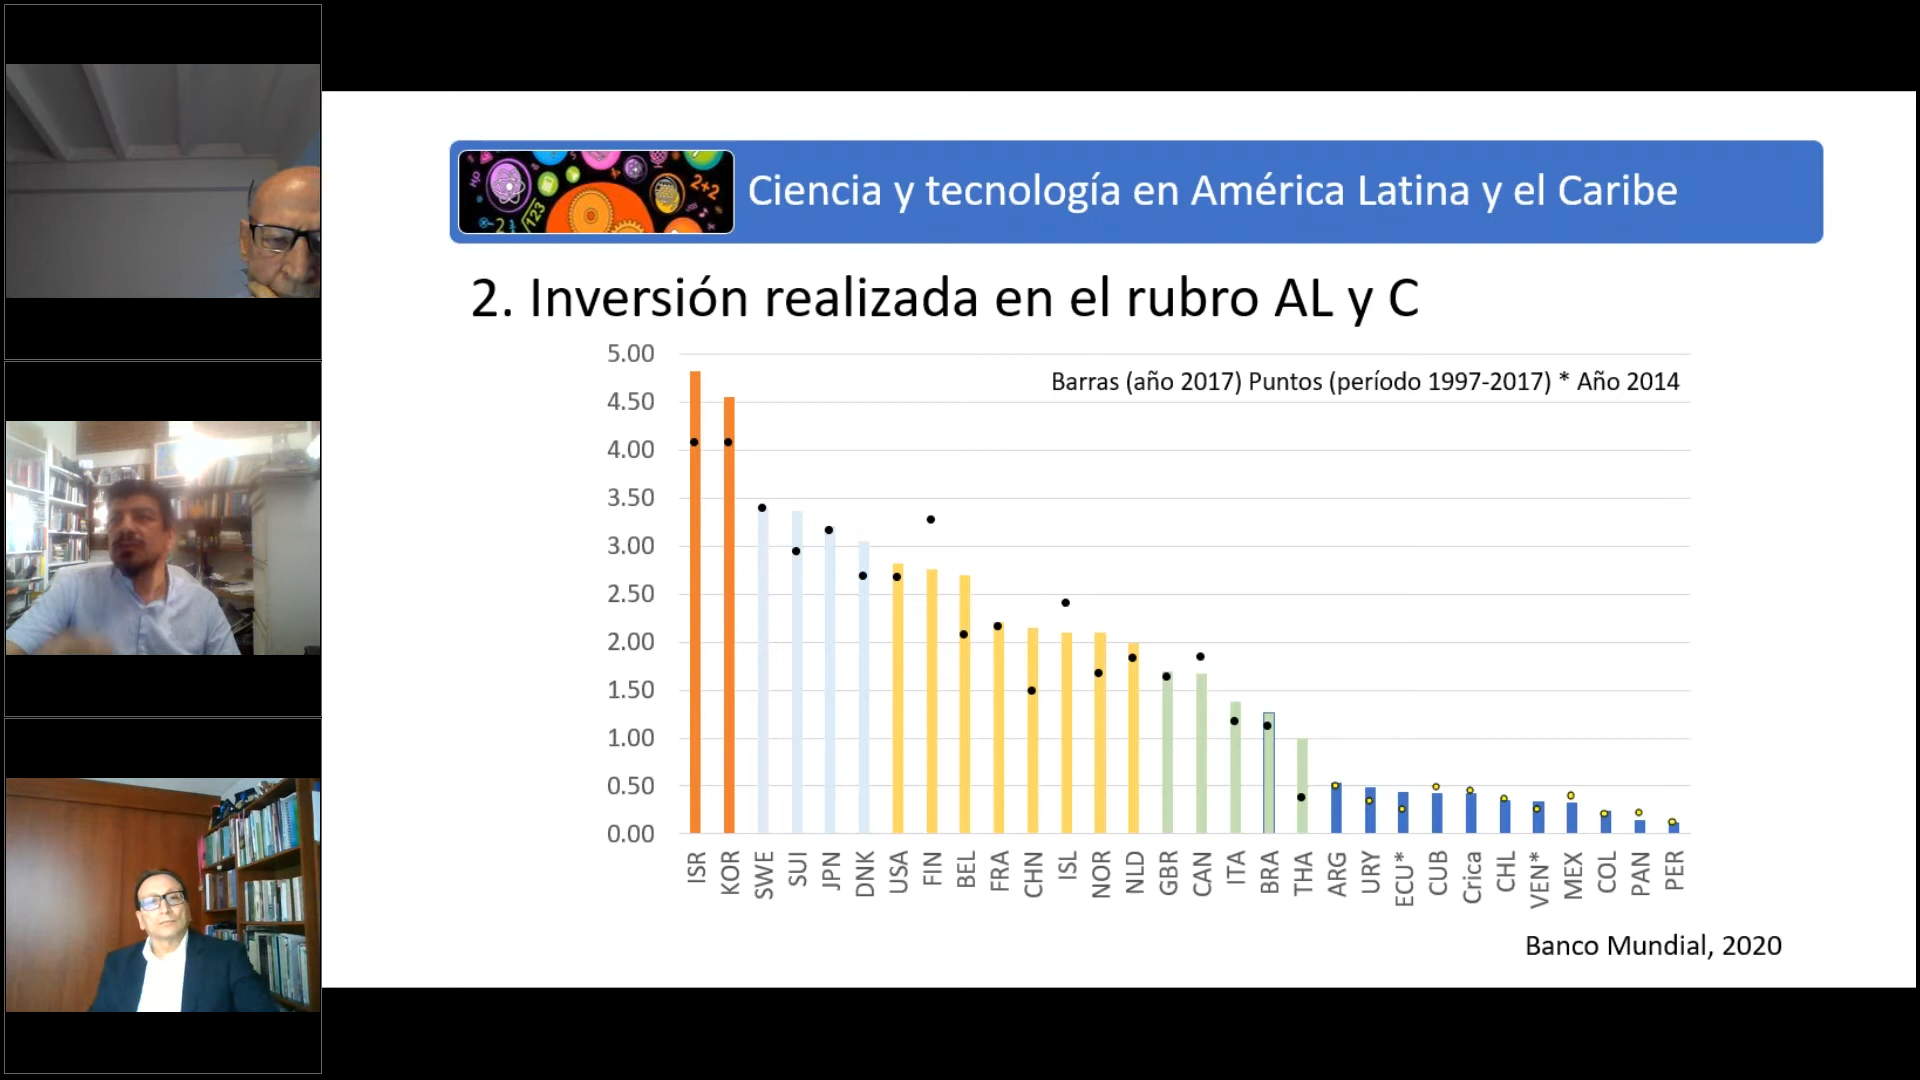 Ciencia y tecnología en América Latina y el Caribe
2+2
123
2. Inversión realizada en el rubro AL y C
Barras (año 2017) Puntos (período 1997-2017) * Año 2014
5.00
4.50
4.00
3.50
3.00
2.50
2.00
1.50
1.00
0.50
0.00
ISR KOR SWE SUI JPN DNK USA FIN BEL FRA CHN ISL NOR NLD GBR CAN ITA BRA THA ARG URY ECU* CUB Crica CHL VEN* MEX COL PAN PER
Banco Mundial, 2020